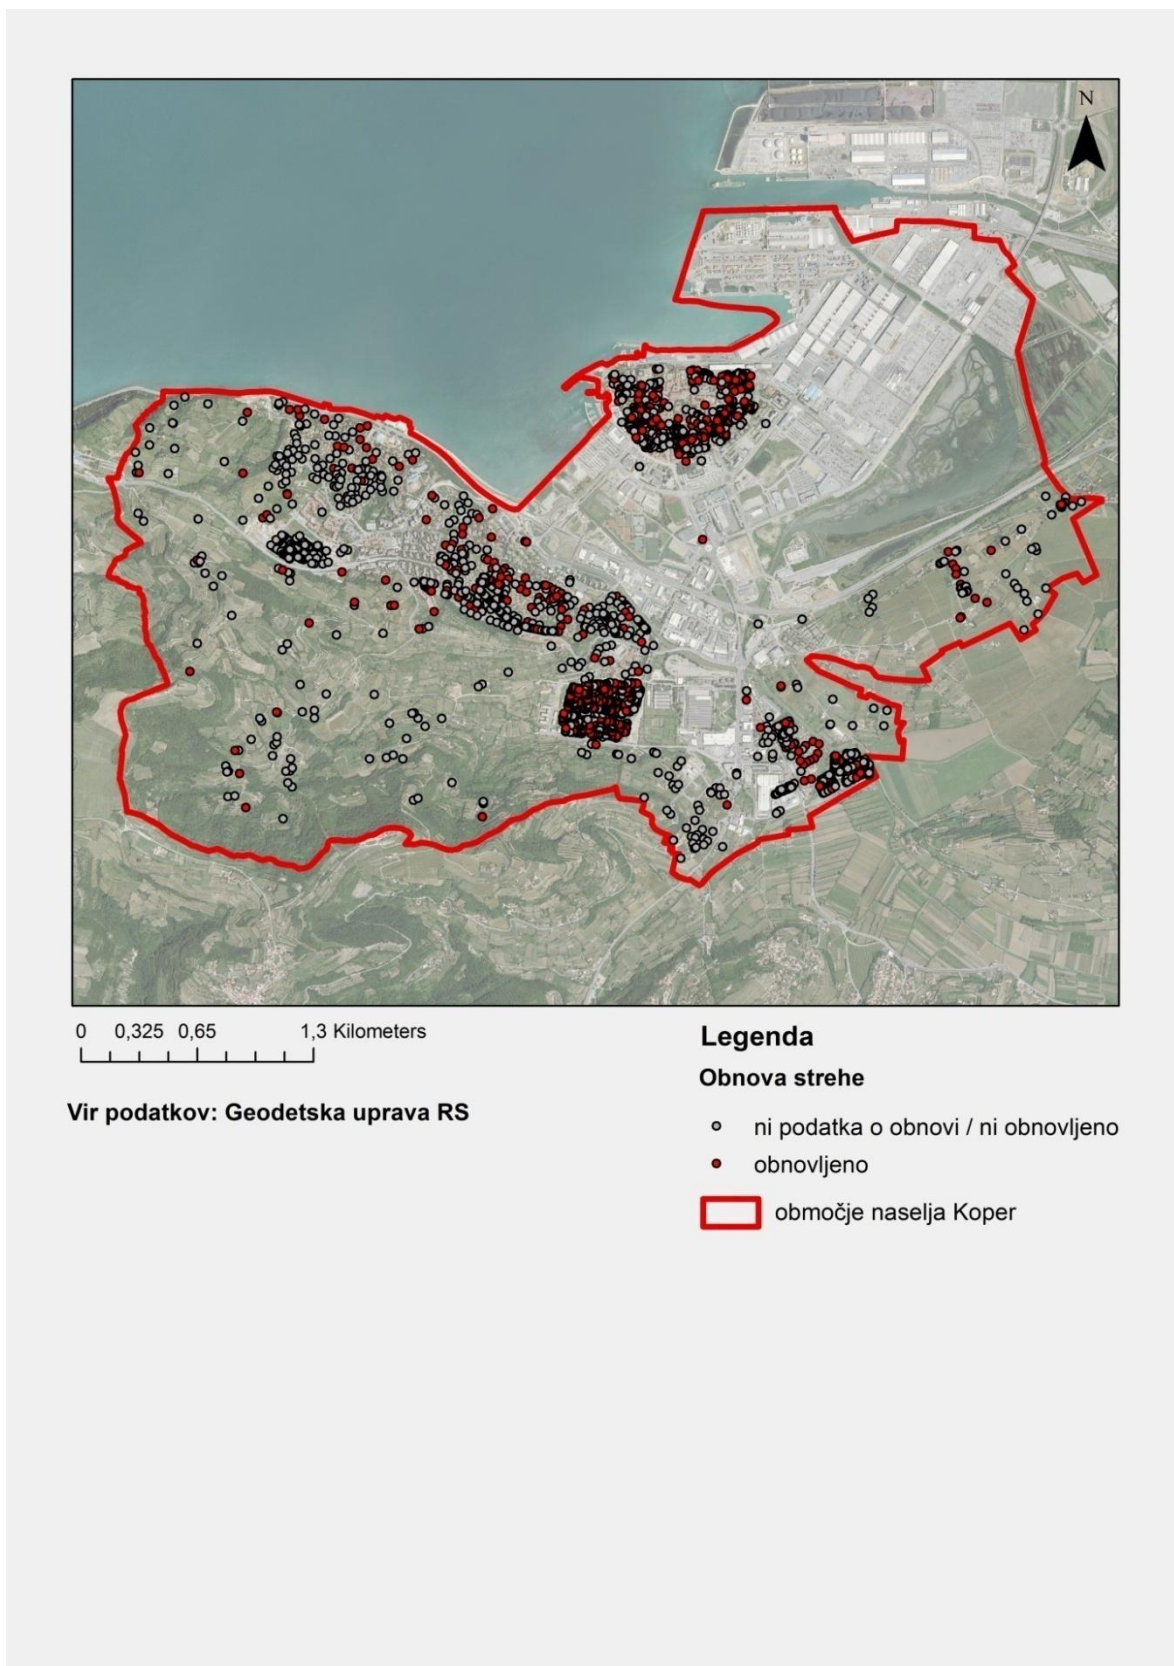 N
0 0,325 0,65 1,3 Kilometers
Vir podatkov: Geodetska uprava RS
Legenda
Obnova strehe
ni podatka o obnovi / ni obnovljeno
obnovljeno
območje naselja Koper